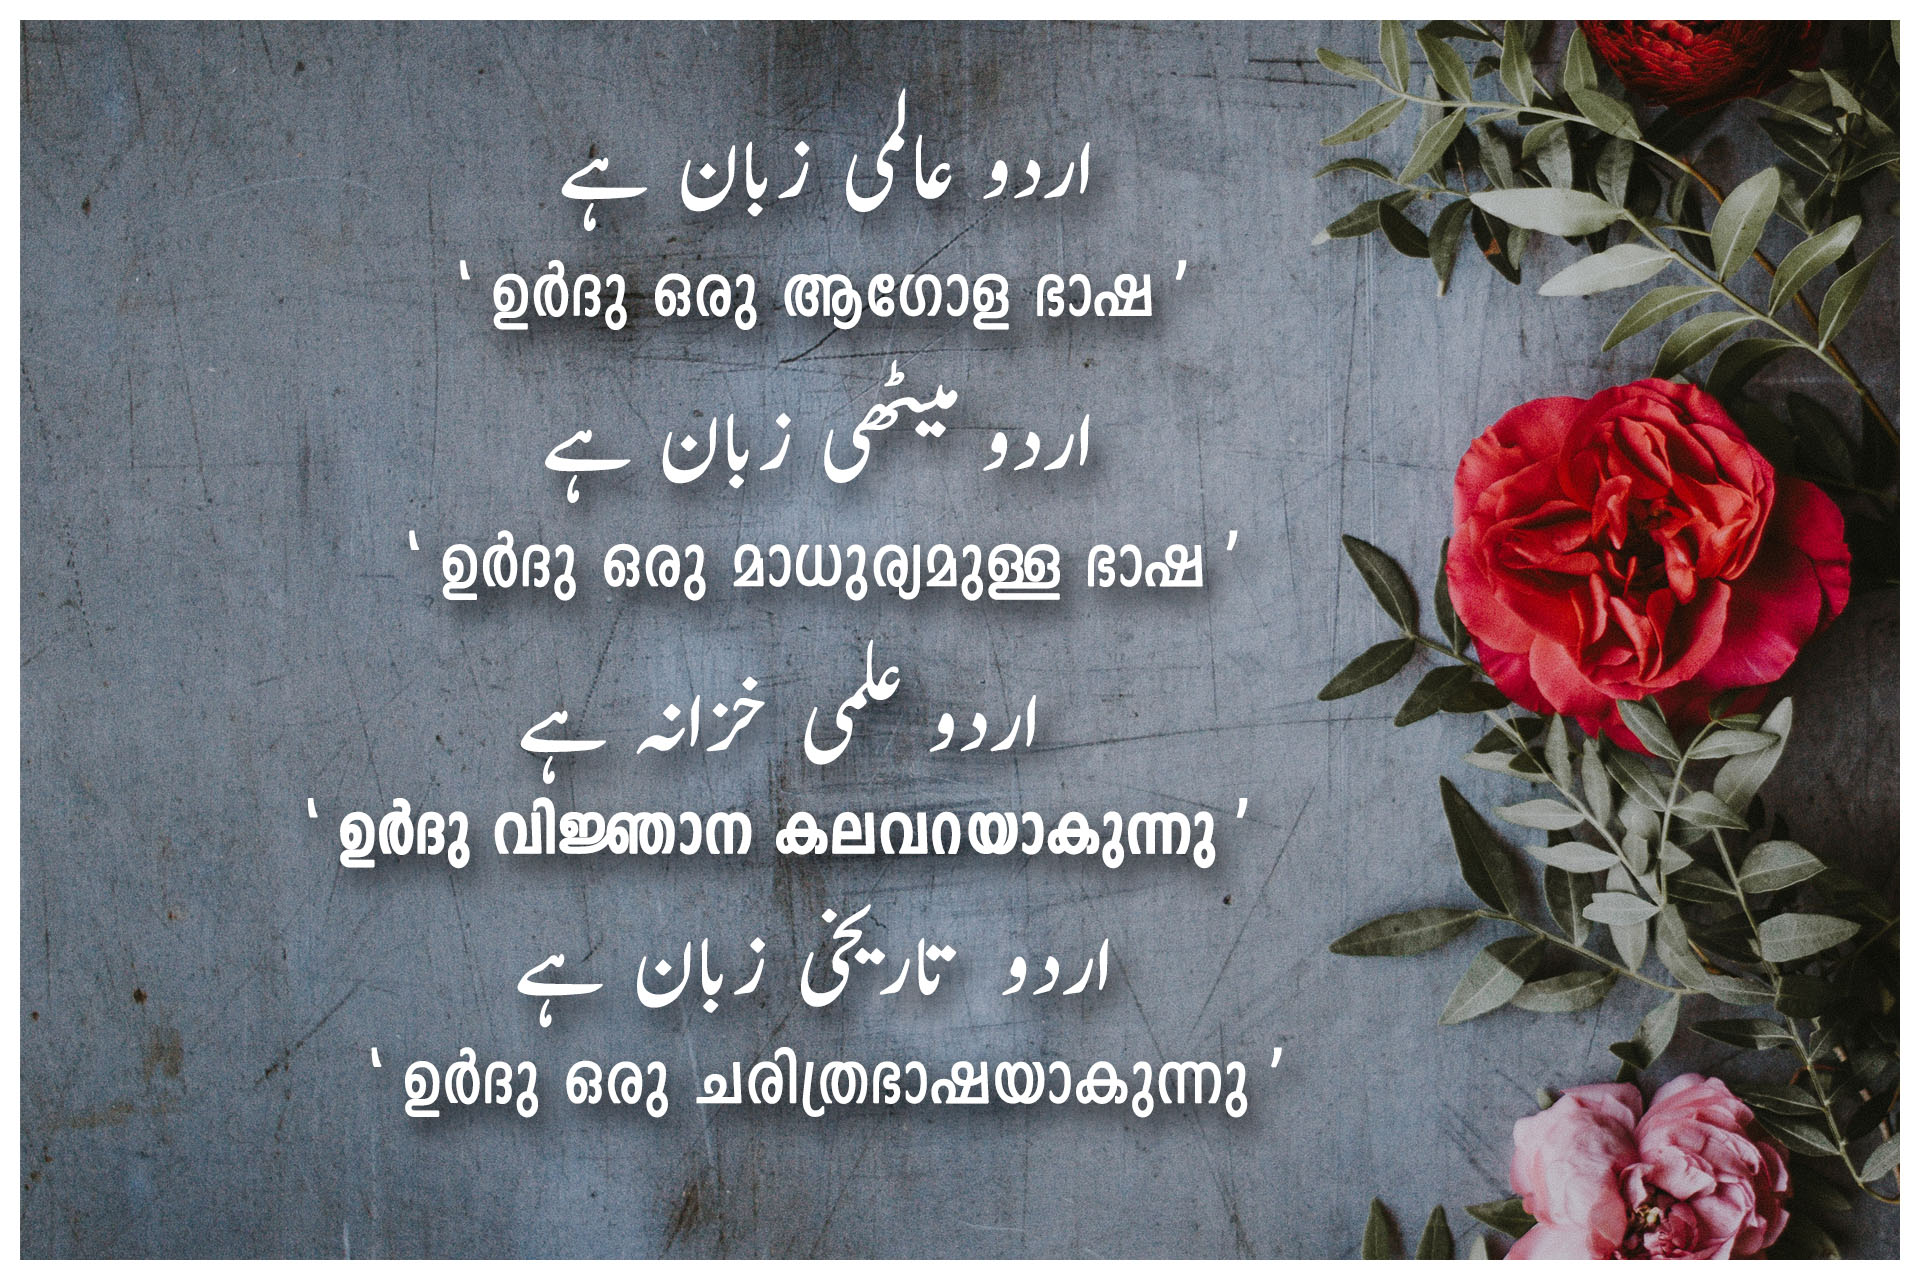 اردو عالمی زبان ہے
‘ ഉർദു ഒരു ആഗോള ഭാഷ ’
اردو میٹھی زبان ہے
‘ ഉർദു ഒരു മാധുര്യമുള്ള ഭാഷ ’
اردو علمی خزانہ ہے
‘ ഉർദു വിജ്ഞാന കലവറയാകുന്നു ’
اردو تاریخی زبان ہے
‘ ഉർദു ഒരു ചരിത്രഭാഷയാകുന്നു ’